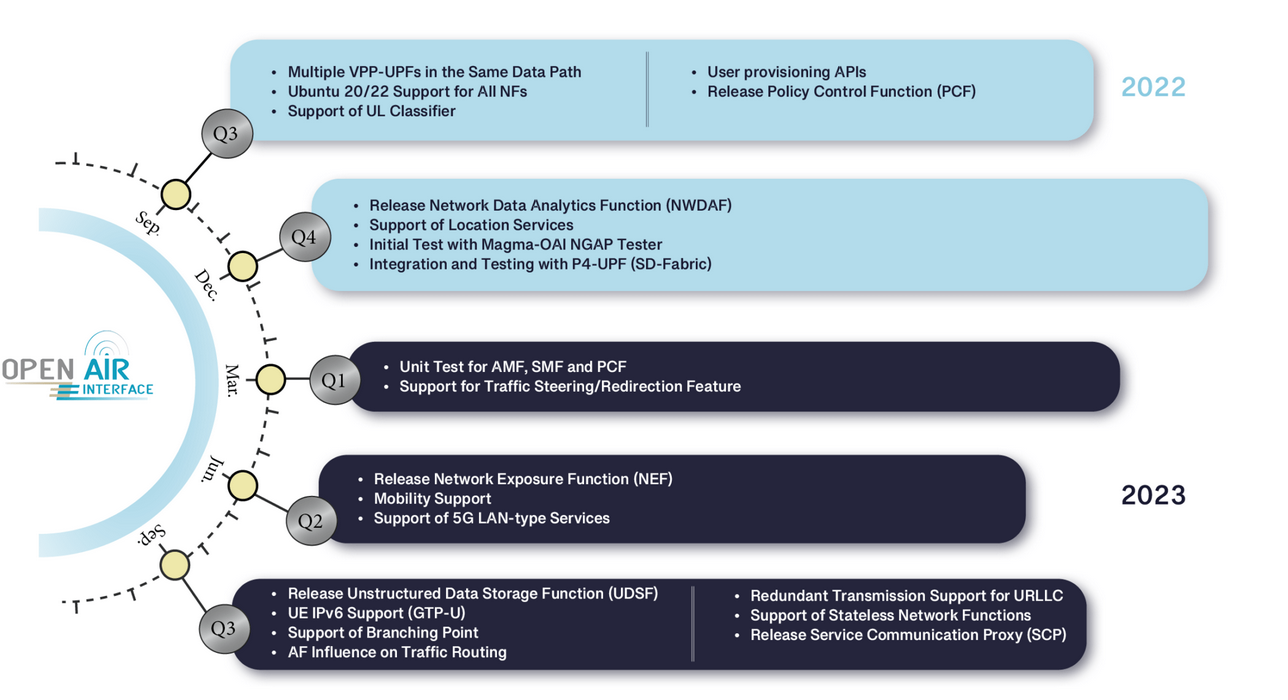 • Multiple VPP-UPFs in the Same Data Path
• Ubuntu 20/22 Support for All NFs
• Support of UL Classifier
• User provisioning APIs
• Release Policy Control Function (PCF)
2022
Q3
Sep.
• Release Network Data Analytics Function (NWDAF)
• Support of Location Services
• Initial Test with Magma-OAI NGAP Tester
• Integration and Testing with P4-UPF (SD-Fabric)
Q4
Dec.
OPEN AIR
INTERFACE
Mar.
Q1
• Unit Test for AMF, SMF and PCF
• Support for Traffic Steering/Redirection Feature
Jun.
Q2
• Release Network Exposure Function (NEF)
• Mobility Support
• Support of 5G LAN-type Services
2023
Sep.
Q3
• Release Unstructured Data Storage Function (UDSF)
• UE IPv6 Support (GTP-U)
• Support of Branching Point
• AF Influence on Traffic Routing
• Redundant Transmission Support for URLLC
• Support of Stateless Network Functions
• Release Service Communication Proxy (SCP)